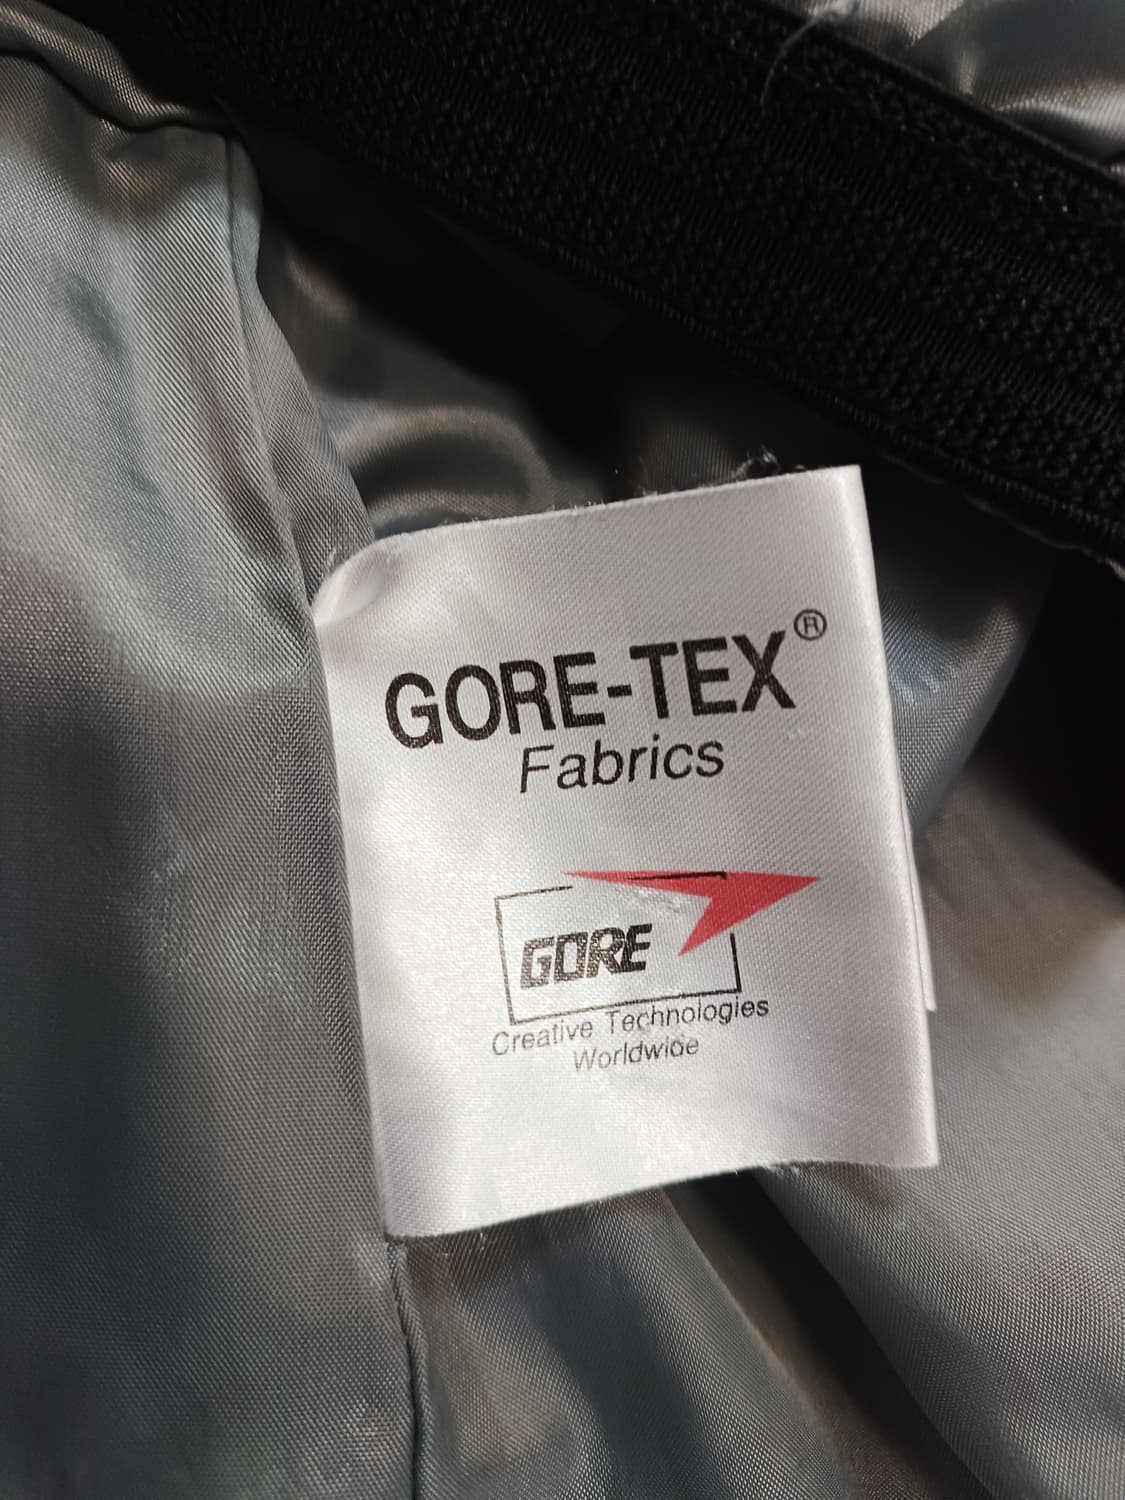 GORE-TEX®
Fabrics
GORE
Creative Technologies
Worldwide